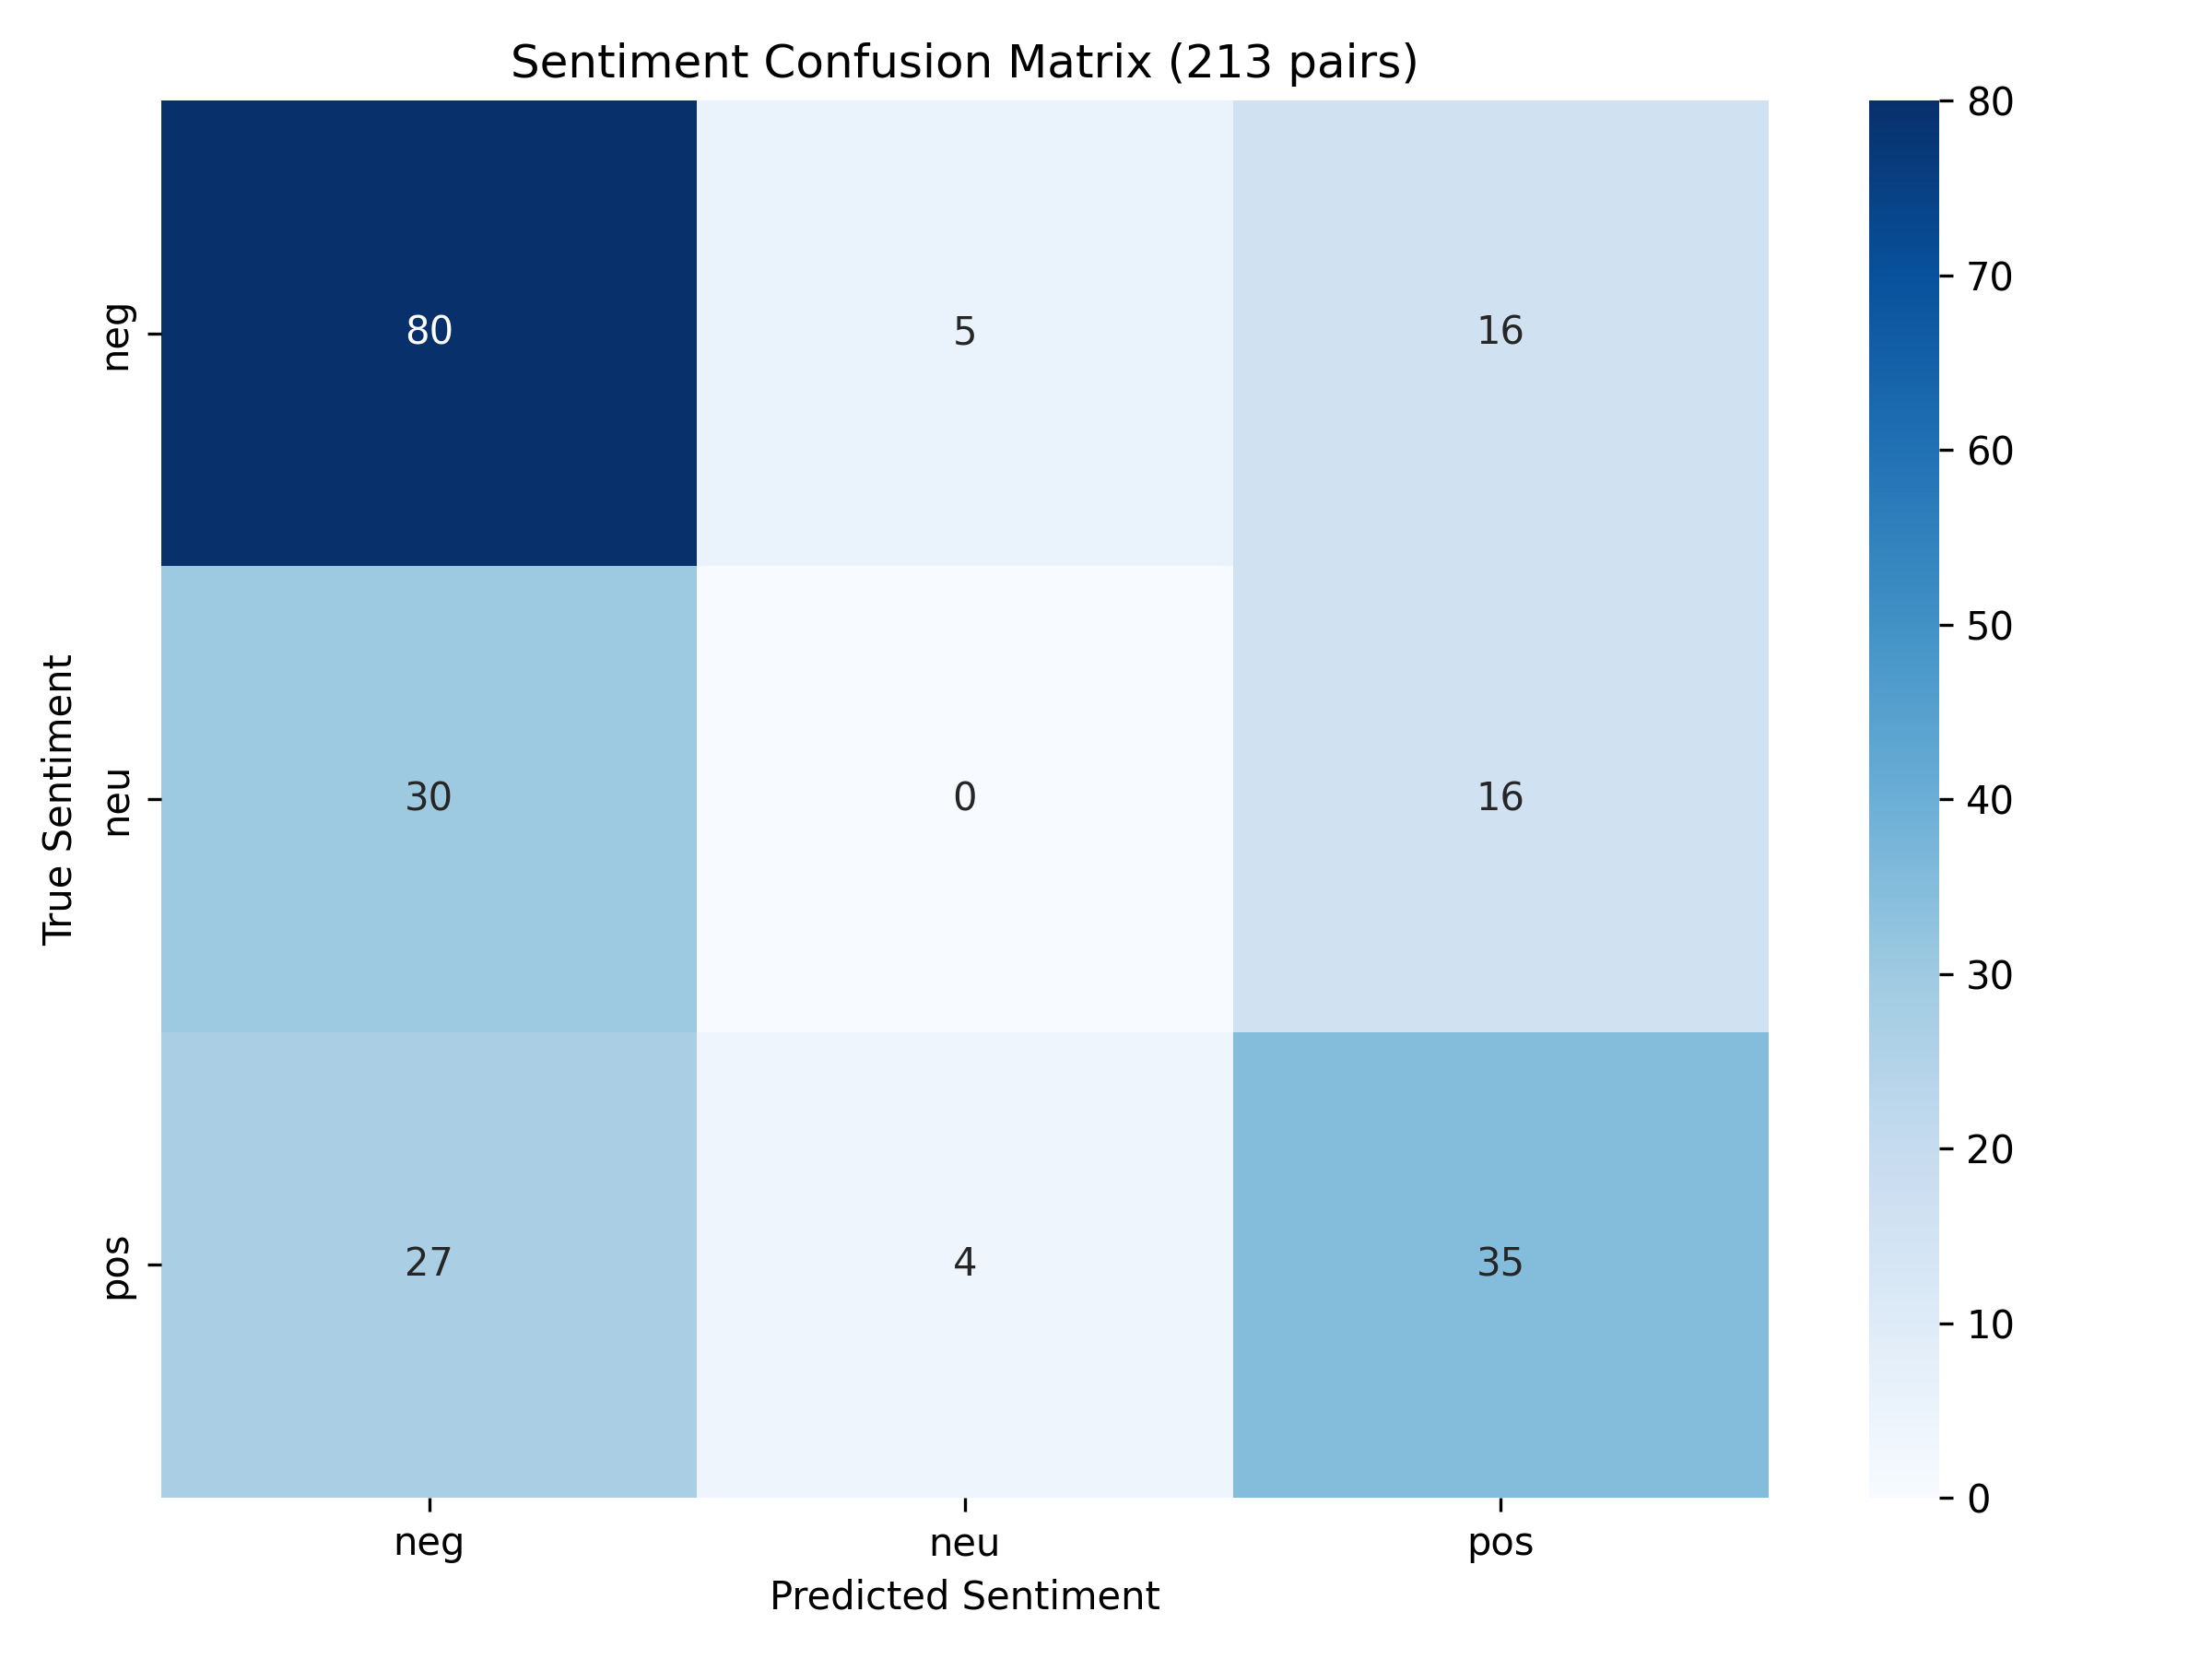 Sentiment Confusion Matrix (213 pairs)
True Sentiment
neg
80
5
16
neu
30
0
16
pos
27
4
35
neg
neu
pos
Predicted Sentiment
80
70
60
50
40
30
20
10
0